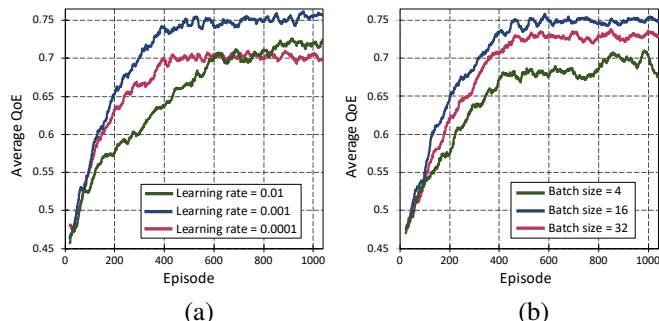 0.75
0.7
0.65
0.6
0.55
0.5
0.45
Average QoE
0 200 400 600 800 1000
Episode
Learning rate = 0.01
Learning rate = 0.001
Learning rate = 0.0001
(a)
0.75
0.7
0.65
0.6
0.55
0.5
0.45
Average QoE
0 200 400 600 800 1000
Episode
Batch size = 4
Batch size = 16
Batch size = 32
(b)